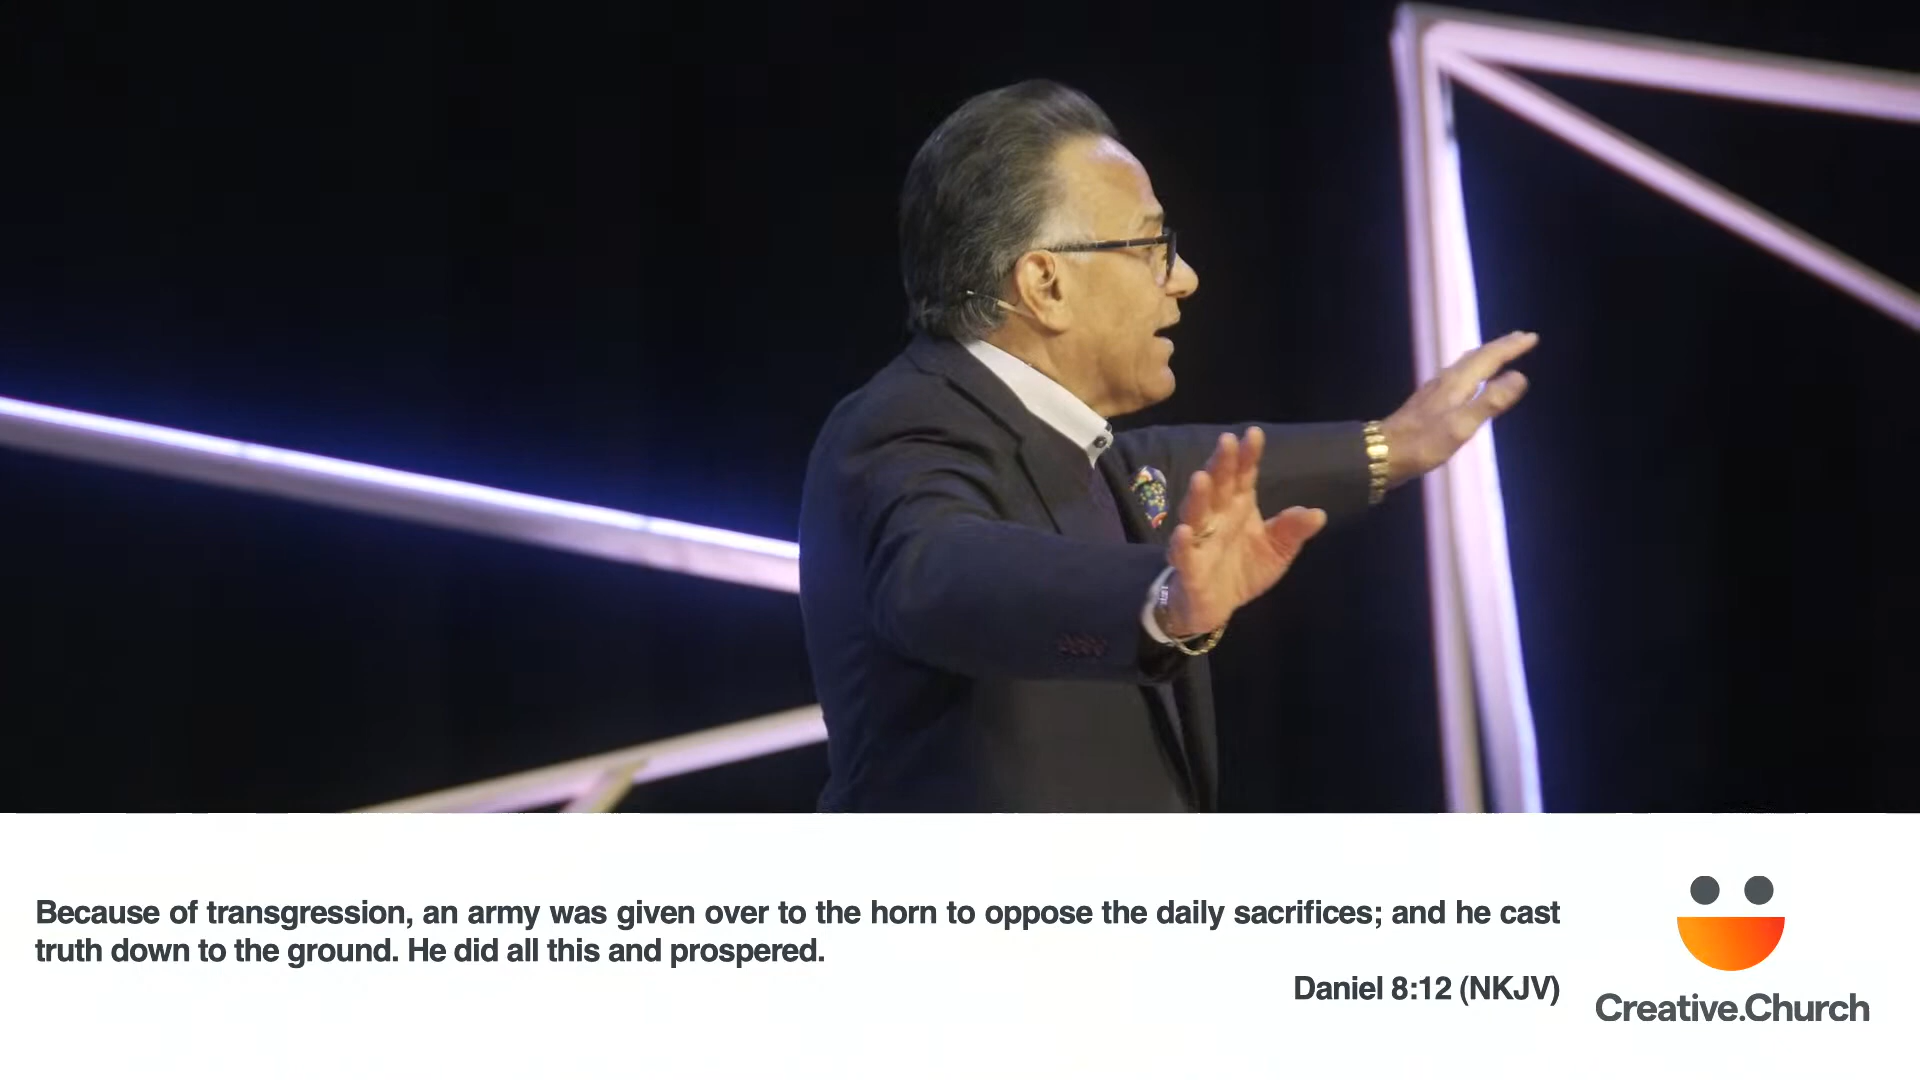 Because of transgression, an army was given over to the horn to oppose the daily sacrifices; and he cast
truth down to the ground. He did all this and prospered.
Daniel 8:12 (NKJV)
Creative.Church